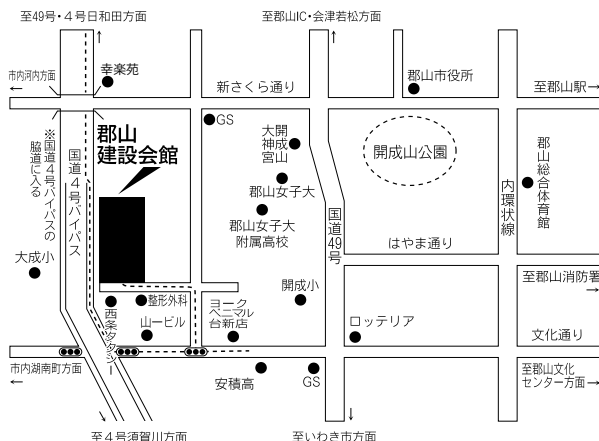 至49号・4号日和田方面
至郡山IC・会津若松方面
市内河内方面
幸楽苑
新さくら通り
郡山市役所
至郡山駅→
GS
郡山
建設会館
※国道4号バイパスの
脇道に入る
国道4号バイパス
大開
神成
宮山
開成山公園
郡山総合体育館
郡山女子大
郡山女子大
附属高校
国道49号
内環状線
はやま通り
大成小
至郡山消防署
整形外科
ヨーク
ベニマル
台新店
開成小
西条タクシー
山一ビル
ロッテリア
文化通り
市内湖南町方面
安積高
GS
至郡山文化
センター方面→
至4号須賀川方面
至いわき市方面